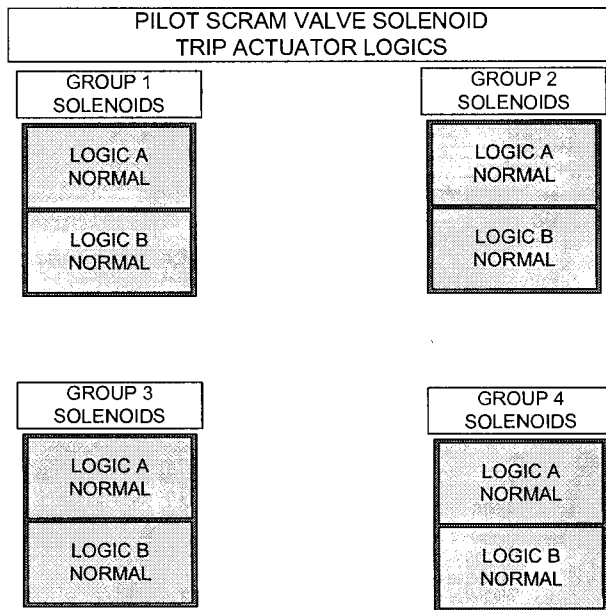 PILOT SCRAM VALVE SOLENOID
TRIP ACTUATOR LOGICS
GROUP 1
SOLENOIDS
LOGIC A
NORMAL
LOGIC B
NORMAL
GROUP 2
SOLENOIDS
LOGIC A
NORMAL
LOGIC B
NORMAL
GROUP 3
SOLENOIDS
LOGIC A
NORMAL
LOGIC B
NORMAL
GROUP 4
SOLENOIDS
LOGIC A
NORMAL
LOGIC B
NORMAL